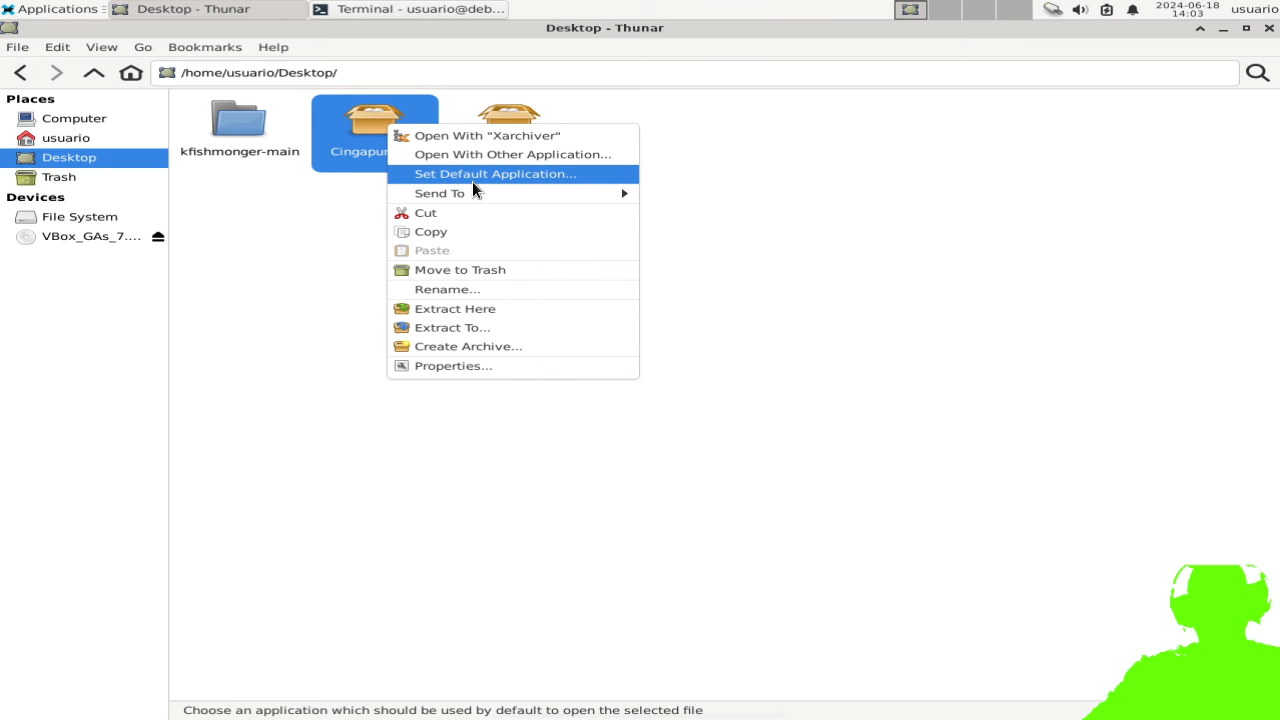 Applications
Desktop - Thunar
Terminal - usuario@deb...
2024-06-18
14:03
usuario
Desktop - Thunar
File
Edit
View
Go
Bookmarks
Help
/home/usuario/Desktop/
Places
Computer
usuario
Desktop
Trash
Devices
File System
VBox_GAs_7....
kfishmonger-main
Open With "Xarchiver"
Open With Other Application...
Set Default Application...
Send To
Cut
Copy
Paste
Move to Trash
Rename...
Extract Here
Extract To...
Create Archive...
Properties...
Choose an application which should be used by default to open the selected file